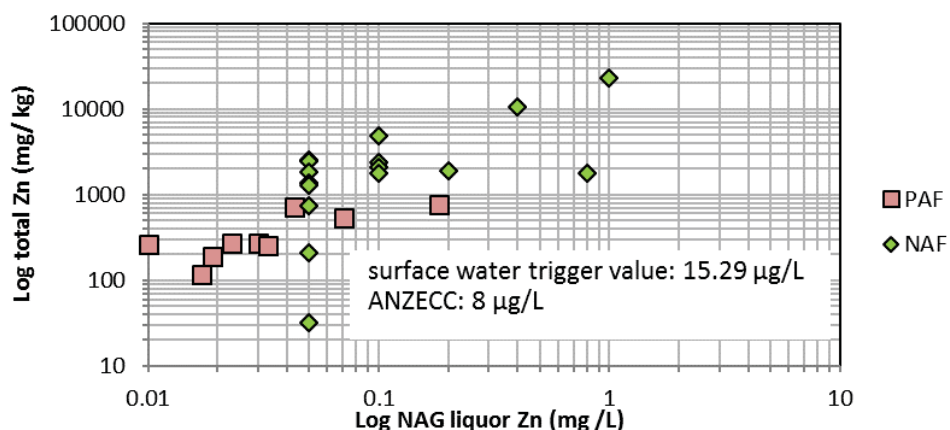 100000
10000
1000
100
10
Log total Zn (mg/ kg)
surface water trigger value: 15.29 µg/L
ANZECC: 8 µg/L
PAF
NAF
0.01 0.1 1 10
Log NAG liquor Zn (mg /L)